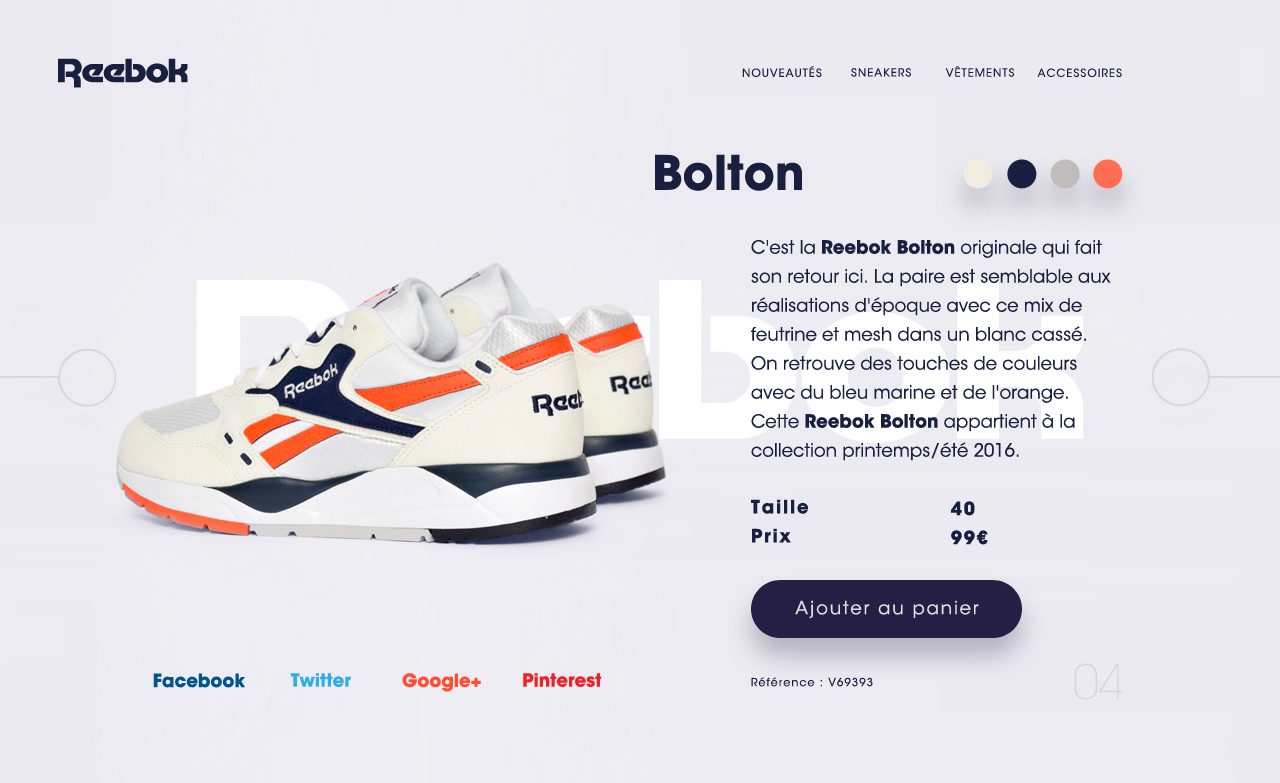 Reebok
NOUVEAUTÉS SNEAKERS VÊTEMENTS ACCESSOIRES
Bolton
Reebok
C'est la Reebok Bolton originale qui fait
son retour ici. La paire est semblable aux
réalisations d'époque avec ce mix de
feutrine et mesh dans un blanc cassé.
On retrouve des touches de couleurs
avec du bleu marine et de l'orange.
Cette Reebok Bolton appartient à la
collection printemps/été 2016.
Reebok
Reeb
Reeb
Taille 40
Prix 99€
Ajouter au panier
Facebook Twitter Google+ Pinterest
Référence : V69393
04